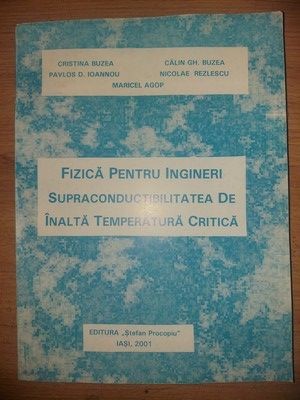 CRISTINA BUZEA CĂLIN GH. BUZEA
PAVLOS D. IOANNOU NICOLAE REZLESCU
MARICEL AGOP
FIZICĂ PENTRU INGINERI
SUPRACONDUCTIBILITATEA DE
ÎNALTĂ TEMPERATURĂ CRITICĂ
EDITURA „Ștefan Procopiu"
IAȘI, 2001